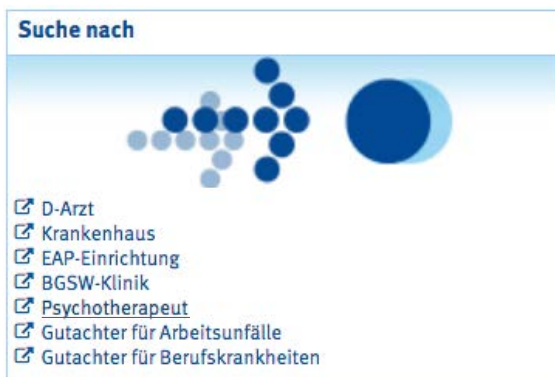 Suche nach
D-Arzt
Krankenhaus
EAP-Einrichtung
BGSW-Klinik
Psychotherapeut
Gutachter für Arbeitsunfälle
Gutachter für Berufskrankheiten